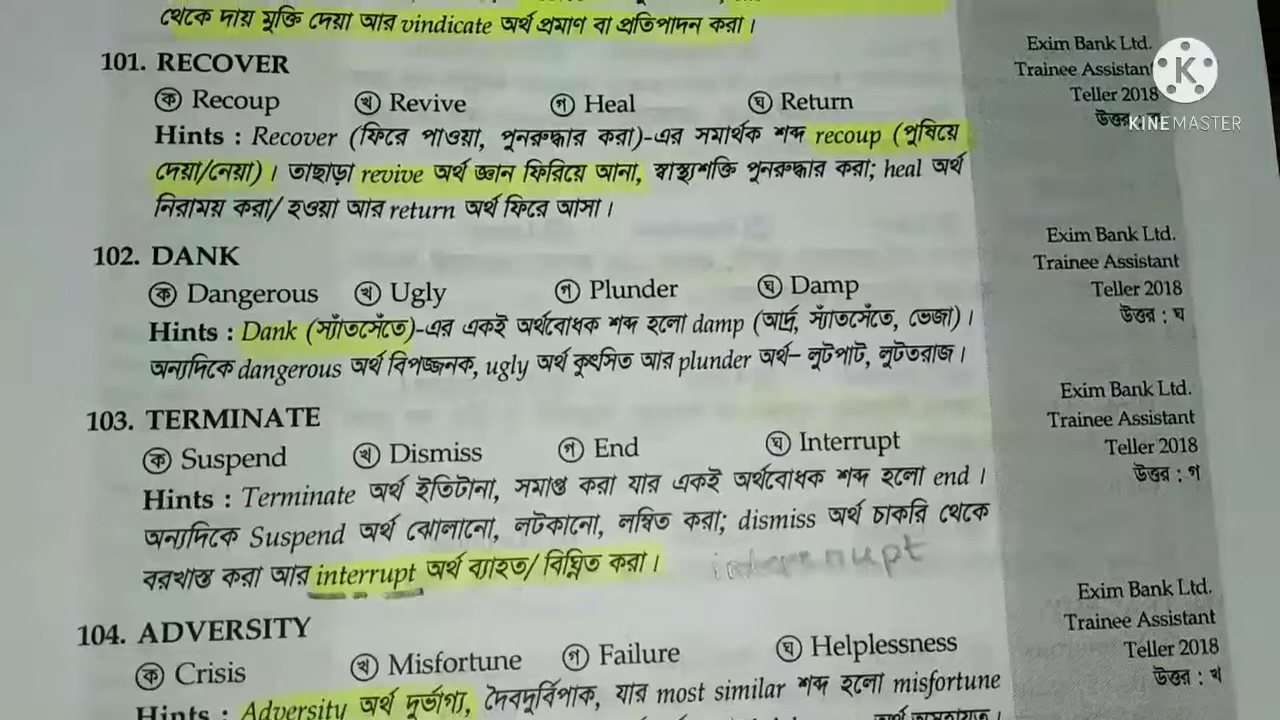 থেকে দায় মুক্তি দেয়া আর vindicate অর্থ প্রমাণ বা প্রতিপাদন করা।
101. RECOVER
ক Recoup খ Revive গ Heal ঘ Return
Hints : Recover (ফিরে পাওয়া, পুনরুদ্ধার করা)-এর সমার্থক শব্দ recoup (পুষিয়ে
দেয়া/নেয়া)। তাছাড়া revive অর্থ জ্ঞান ফিরিয়ে আনা, স্বাস্থ্যশক্তি পুনরুদ্ধার করা; heal অর্থ
নিরাময় করা/ হওয়া আর return অর্থ ফিরে আসা।
Exim Bank Ltd.
Trainee Assistant
Teller 2018
KINEMASTER
102. DANK
ক Dangerous খ Ugly গ Plunder ঘ Damp
Hints : Dank (স্যাঁতসেঁতে)-এর একই অর্থবোধক শব্দ হলো damp (আর্দ্র, স্যাঁতসেঁতে, ভেজা)।
অন্যদিকে dangerous অর্থ বিপজ্জনক, ugly অর্থ কুৎসিত আর plunder অর্থ– লুটপাট, লুটতরাজ।
Exim Bank Ltd.
Trainee Assistant
Teller 2018
উত্তর : ঘ
103. TERMINATE
ক Suspend খ Dismiss গ End ঘ Interrupt
Hints : Terminate অর্থ ইতিটানা, সমাপ্ত করা যার একই অর্থবোধক শব্দ হলো end।
অন্যদিকে Suspend অর্থ ঝোলানো, লটকানো, লম্বিত করা; dismiss অর্থ চাকরি থেকে
বরখাস্ত করা আর interrupt অর্থ ব্যাহত/ বিঘ্নিত করা।
Exim Bank Ltd.
Trainee Assistant
Teller 2018
উত্তর : গ
104. ADVERSITY
ক Crisis খ Misfortune গ Failure ঘ Helplessness
Hints : Adversity অর্থ দুর্ভাগ্য, দৈবদুর্বিপাক, যার most similar শব্দ হলো misfortune
Exim Bank Ltd.
Trainee Assistant
Teller 2018
উত্তর : খ